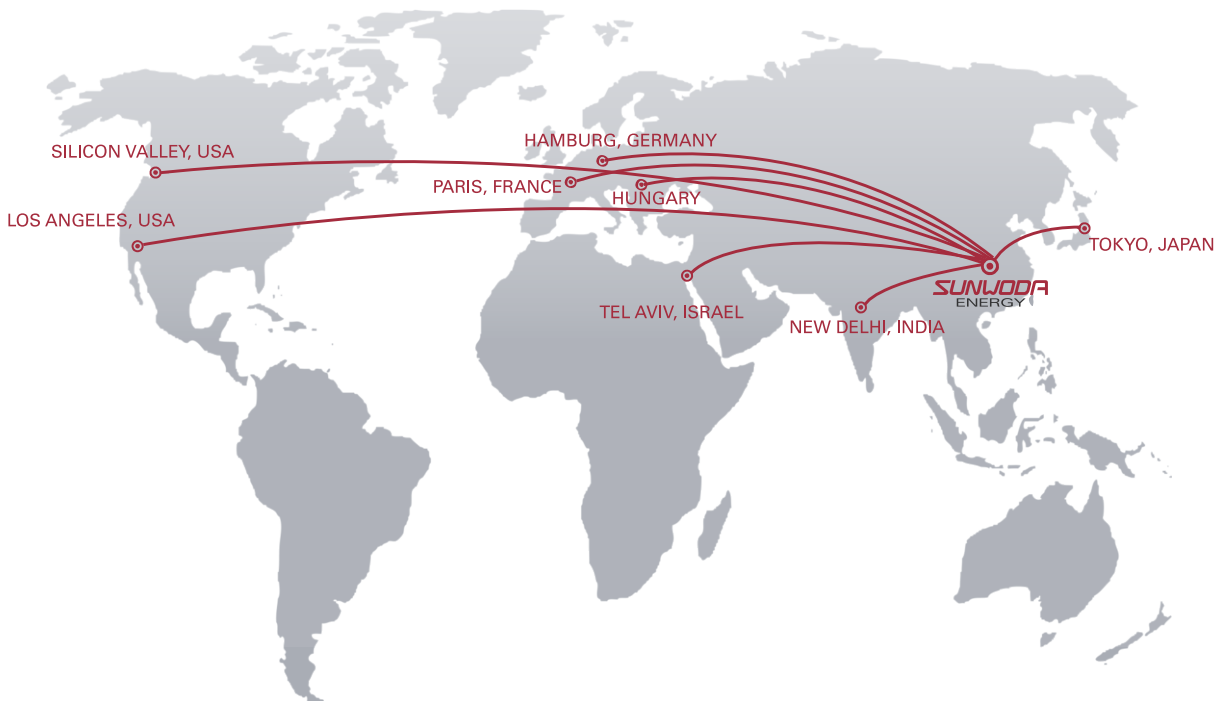 HAMBURG, GERMANY
SILICON VALLEY, USA
PARIS, FRANCE
HUNGARY
LOS ANGELES, USA
TOKYO, JAPAN
SUNWODA
ENERGY
TEL AVIV, ISRAEL
NEW DELHI, INDIA